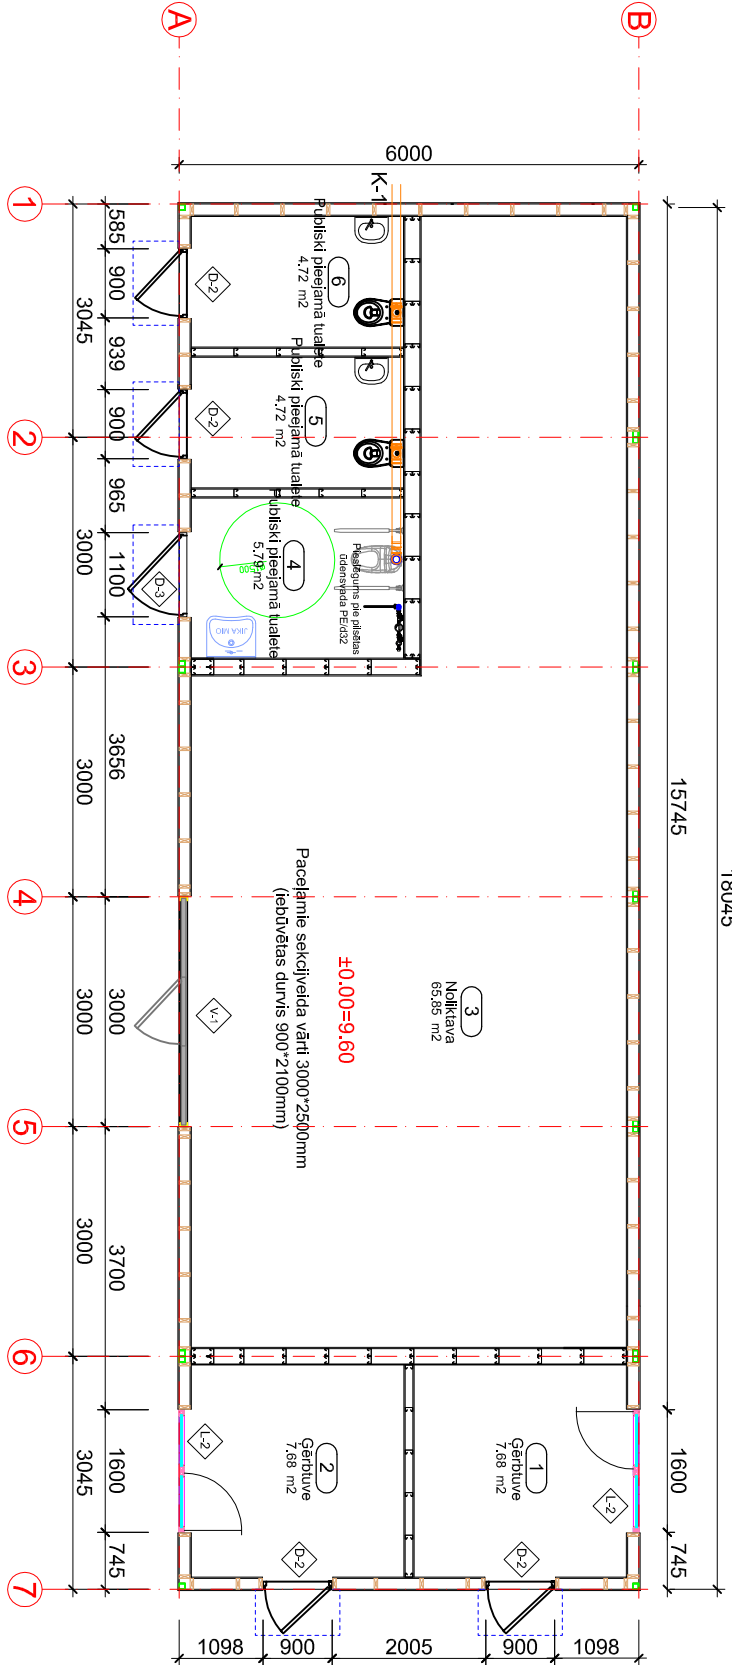 A
B
6000
K-1
1
2
3
4
5
6
7
585
900
939
900
965
1100
3656
3000
3700
1600
745
3045
3000
3000
3000
3000
3045
15745
1600
745
18045
6
Publiski pieejamā tualete
4.72 m2
D-2
5
Publiski pieejamā tualete
4.72 m2
D-2
4
Publiski pieejamā tualete
5.79 m2
D-3
JIKA MIO
Pieslēgums pie pilsētas
ūdensvada PE/d32
3
Noliktava
65.85 m2
±0.00=9.60
Paceļamie sekcijveida vārti 3000*2500mm
(iebūvētas durvis 900*2100mm)
V-1
2
Ģērbtuve
7.68 m2
L-2
D-2
1
Ģērbtuve
7.68 m2
L-2
D-2
1098
900
2005
900
1098